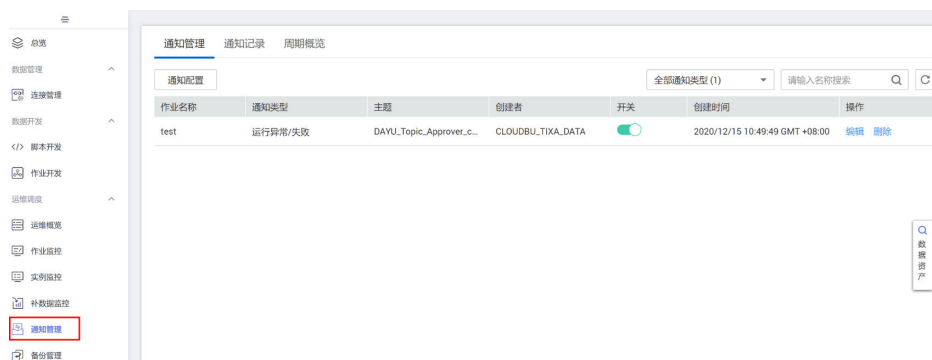 总览
数据管理
连接管理
数据开发
脚本开发
作业开发
运维调度
运维概览
作业监控
实例监控
补数据监控
通知管理
备份管理
通知管理 通知记录 周期概览
通知配置 全部通知类型 (1) 请输入名称搜索
作业名称 通知类型 主题 创建者 开关 创建时间 操作
test 运行异常/失败 DAYU_Topic_Approver_c... CLOUDBU_TIXA_DATA 2020/12/15 10:49:49 GMT +08:00 编辑 删除
数据资产